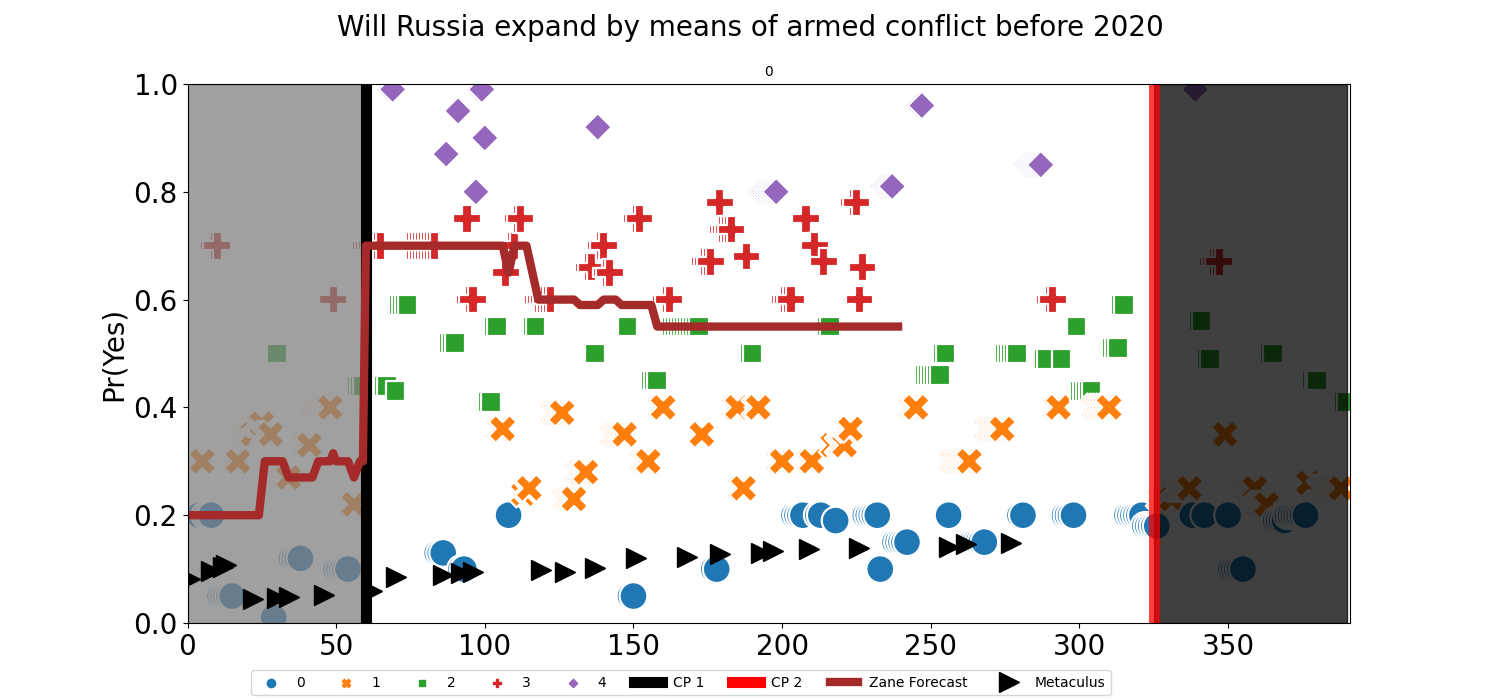 Will Russia expand by means of armed conflict before 2020
0
1.0
0.8
0.6
0.4
0.2
0.0
Pr(Yes)
0 50 100 150 200 250 300 350
0 1 2 3 4 CP 1 CP 2 Zane Forecast Metaculus